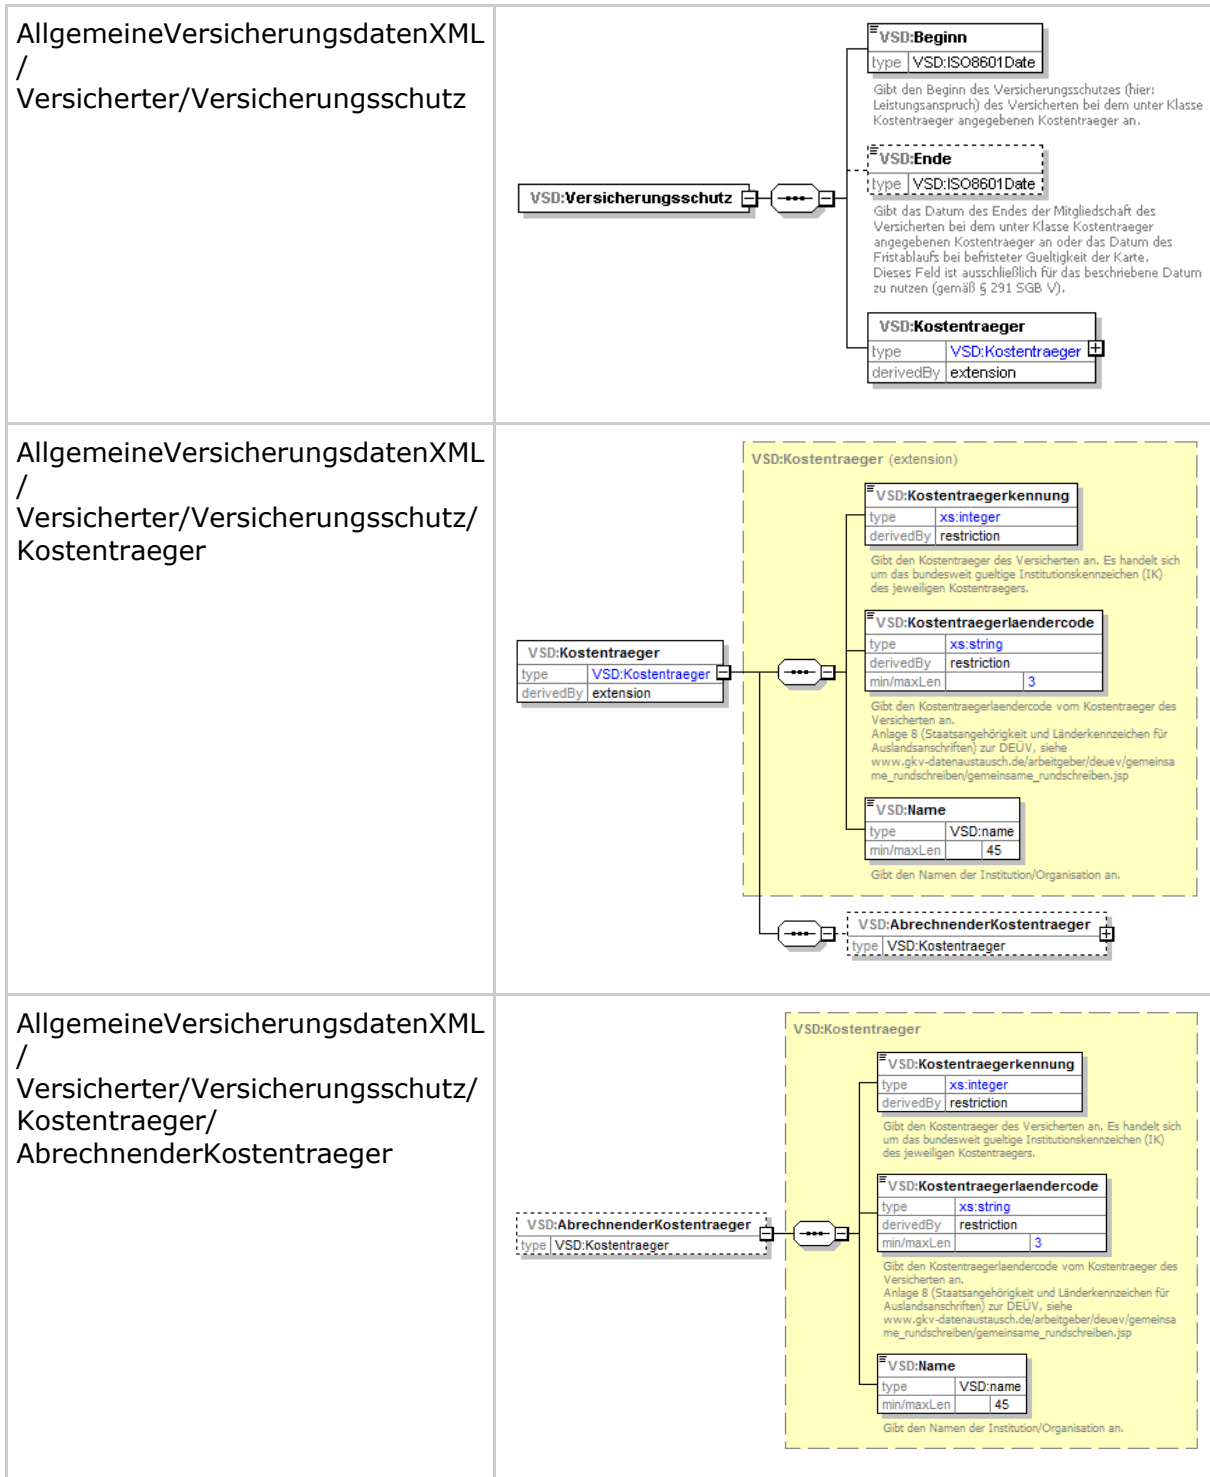 AllgemeineVersicherungsdatenXML
/
Versicherter/Versicherungsschutz
VSD:Versicherungsschutz
VSD:Beginn
type VSD:ISO8601Date
Gibt den Beginn des Versicherungsschutzes (hier:
Leistungsanspruch) des Versicherten bei dem unter Klasse
Kostentraeger angegebenen Kostentraeger an.
VSD:Ende
type VSD:ISO8601Date
Gibt das Datum des Endes der Mitgliedschaft des
Versicherten bei dem unter Klasse Kostentraeger
angegebenen Kostentraeger an oder das Datum des
Fristablaufs bei befristeter Gueltigkeit der Karte.
Dieses Feld ist ausschließlich für das beschriebene Datum
zu nutzen (gemäß § 291 SGB V).
VSD:Kostentraeger
type VSD:Kostentraeger
derivedBy extension
AllgemeineVersicherungsdatenXML
/
Versicherter/Versicherungsschutz/
Kostentraeger
VSD:Kostentraeger
type VSD:Kostentraeger
derivedBy extension
VSD:Kostentraeger (extension)
VSD:Kostentraegerkennung
type xs:integer
derivedBy restriction
Gibt den Kostentraeger des Versicherten an. Es handelt sich
um das bundesweit gueltige Institutionskennzeichen (IK)
des jeweiligen Kostentraegers.
VSD:Kostentraegerlaendercode
type xs:string
derivedBy restriction
min/maxLen 3
Gibt den Kostentraegerlaendercode vom Kostentraeger des
Versicherten an.
Anlage 8 (Staatsangehörigkeit und Länderkennzeichen für
Auslandsanschriften) zur DEÜV, siehe
www.gkv-datenaustausch.de/arbeitgeber/deuev/gemeinsa
me_rundschreiben/gemeinsame_rundschreiben.jsp
VSD:Name
type VSD:name
min/maxLen 45
Gibt den Namen der Institution/Organisation an.
VSD:AbrechnenderKostentraeger
type VSD:Kostentraeger
AllgemeineVersicherungsdatenXML
/
Versicherter/Versicherungsschutz/
Kostentraeger/
AbrechnenderKostentraeger
VSD:AbrechnenderKostentraeger
type VSD:Kostentraeger
VSD:Kostentraeger
VSD:Kostentraegerkennung
type xs:integer
derivedBy restriction
Gibt den Kostentraeger des Versicherten an. Es handelt sich
um das bundesweit gueltige Institutionskennzeichen (IK)
des jeweiligen Kostentraegers.
VSD:Kostentraegerlaendercode
type xs:string
derivedBy restriction
min/maxLen 3
Gibt den Kostentraegerlaendercode vom Kostentraeger des
Versicherten an.
Anlage 8 (Staatsangehörigkeit und Länderkennzeichen für
Auslandsanschriften) zur DEÜV, siehe
www.gkv-datenaustausch.de/arbeitgeber/deuev/gemeinsa
me_rundschreiben/gemeinsame_rundschreiben.jsp
VSD:Name
type VSD:name
min/maxLen 45
Gibt den Namen der Institution/Organisation an.